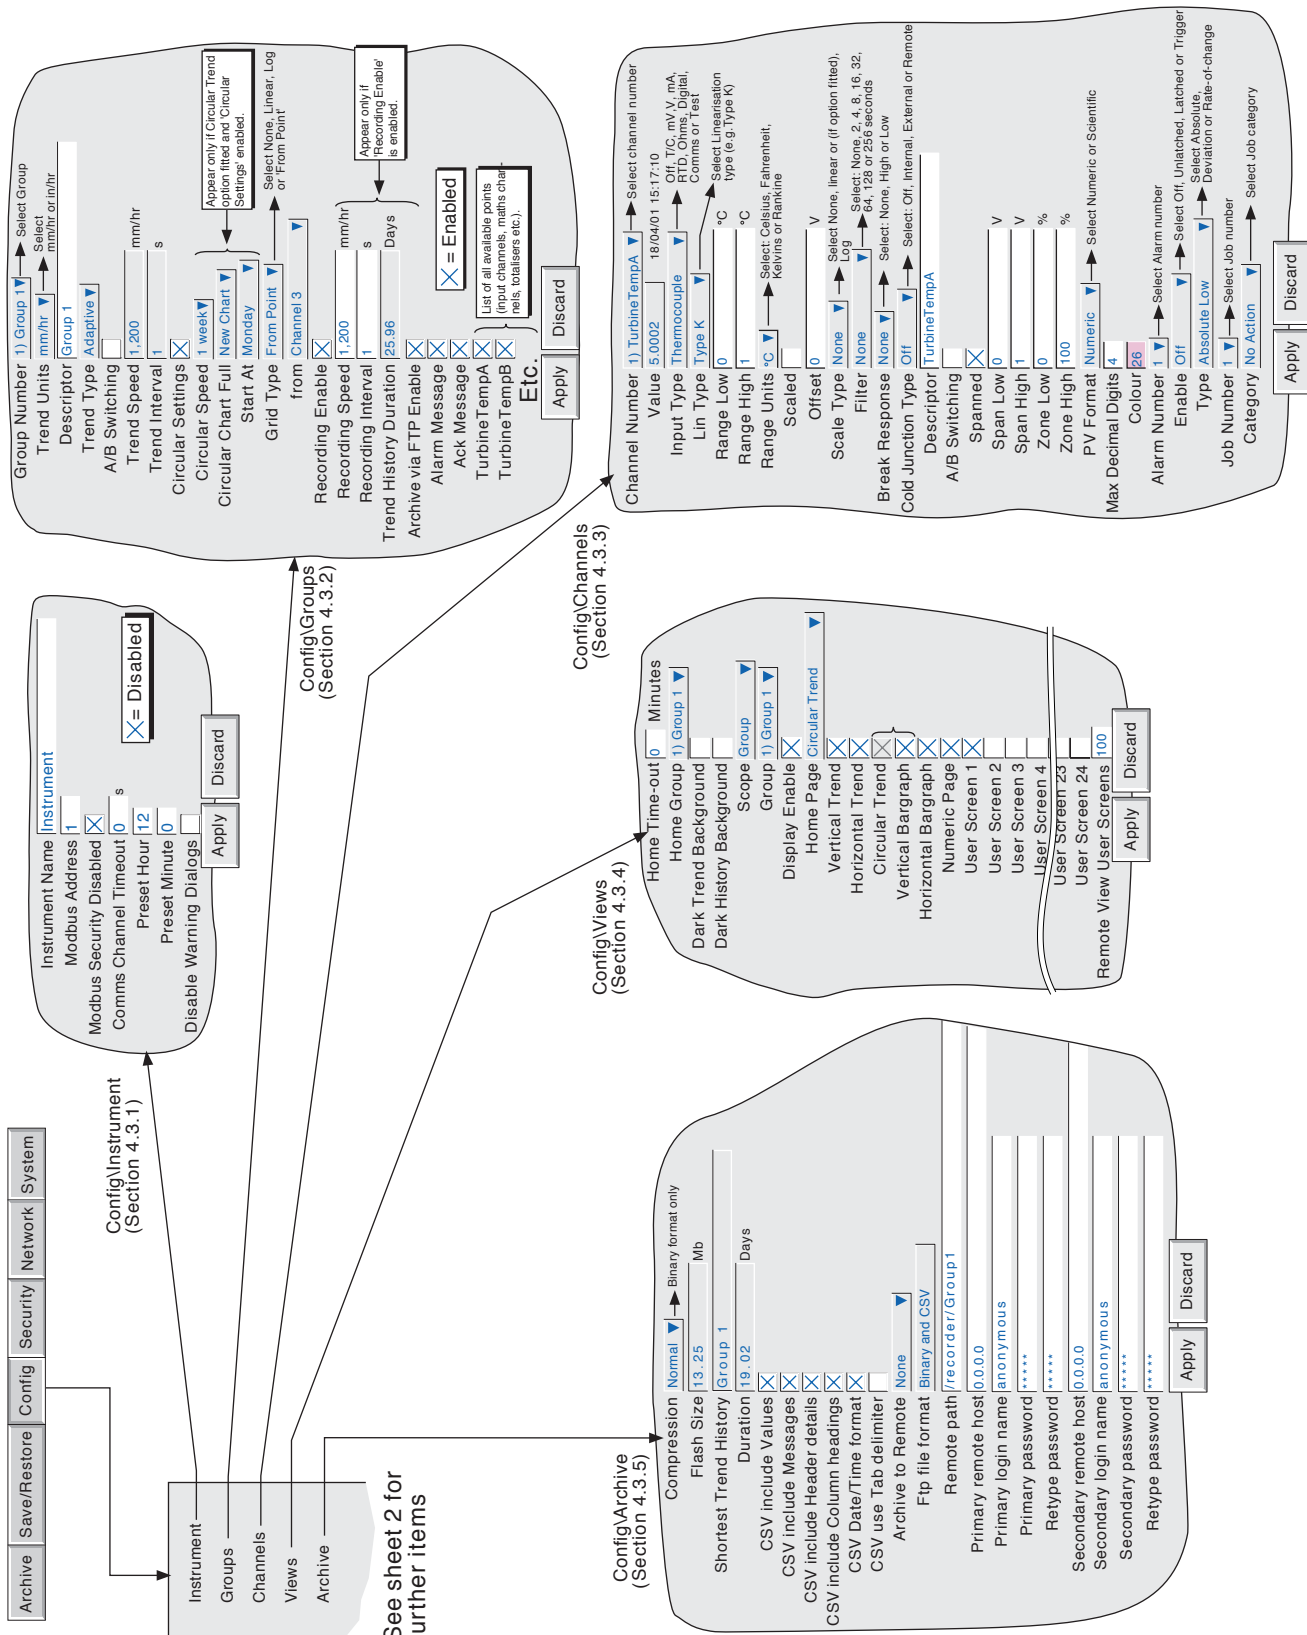 Archive
Save/Restore
Config
Security
Network
System
Instrument
Groups
Channels
Views
Archive
See sheet 2 for
further items
Config\Instrument
(Section 4.3.1)
Instrument Name Instrument
Modbus Address 1
Modbus Security Disabled
Comms Channel Timeout 0 s
Preset Hour 12
Preset Minute 0
Disable Warning Dialogs
= Disabled
Apply
Discard
Config\Groups
(Section 4.3.2)
Group Number 1) Group 1 Select Group
Trend Units mm/hr Select
mm/hr or in/hr
Descriptor Group 1
Trend Type Adaptive
A/B Switching
Trend Speed 1,200 mm/hr
Trend Interval 1 s
Circular Settings
Circular Speed 1 week
Circular Chart Full New Chart
Start At Monday
Appear only if Circular Trend
option fitted and 'Circular
Settings' enabled.
Grid Type From Point Select None, Linear, Log
or 'From Point'
from Channel 3
Recording Enable
Recording Speed 1,200 mm/hr
Recording Interval 1 s
Trend History Duration 25.96 Days
Appear only if
'Recording Enable'
is enabled.
Archive via FTP Enable
Alarm Message
Ack Message
TurbineTempA
TurbineTempB
Etc.
= Enabled
List of all available points
(input channels, maths chan-
nels, totalisers etc.).
Apply
Discard
Config\Channels
(Section 4.3.3)
Channel Number 1) TurbineTempA Select channel number
Value 5.0002 18/04/01 15:17:10
Input Type Thermocouple Off, T/C, mV ,V, mA,
RTD, Ohms, Digital,
Comms or Test
Lin Type Type K Select Linearisation
type (e.g. Type K)
Range Low 0 °C
Range High 1 °C
Range Units °C Select: Celsius, Fahrenheit,
Kelvins or Rankine
Scaled
Offset 0 V
Scale Type None Select None, linear or (if option fitted),
Log
Filter None Select: None, 2, 4, 8, 16, 32,
64, 128 or 256 seconds
Break Response None Select: None, High or Low
Cold Junction Type Off Select: Off, Internal, External or Remote
Descriptor TurbineTempA
A/B Switching
Spanned
Span Low 0 V
Span High 1 V
Zone Low 0 %
Zone High 100 %
PV Format Numeric Select Numeric or Scientific
Max Decimal Digits 4
Colour 26
Alarm Number 1 Select Alarm number
Enable Off Select Off, Unlatched, Latched or Trigger
Type Absolute Low Select Absolute,
Deviation or Rate-of-change
Job Number 1 Select Job number
Category No Action Select Job category
Apply
Discard
Config\Views
(Section 4.3.4)
Home Time-out 0 Minutes
Home Group 1) Group 1
Dark Trend Background
Dark History Background
Scope Group
Group 1) Group 1
Display Enable
Home Page Circular Trend
Vertical Trend
Horizontal Trend
Circular Trend
Vertical Bargraph
Horizontal Bargraph
Numeric Page
User Screen 1
User Screen 2
User Screen 3
User Screen 4
User Screen 23
User Screen 24
Remote View User Screens 100
Apply
Discard
Config\Archive
(Section 4.3.5)
Compression Normal Binary format only
Flash Size 13.25 Mb
Shortest Trend History Group 1
Duration 19.02 Days
CSV include Values
CSV include Messages
CSV include Header details
CSV include Column headings
CSV Date/Time format
CSV use Tab delimiter
Archive to Remote None
Ftp file format Binary and CSV
Remote path /recorder/Group1
Primary remote host 0.0.0.0
Primary login name anonymous
Primary password *****
Retype password *****
Secondary remote host 0.0.0.0
Secondary login name anonymous
Secondary password *****
Retype password *****
Apply
Discard